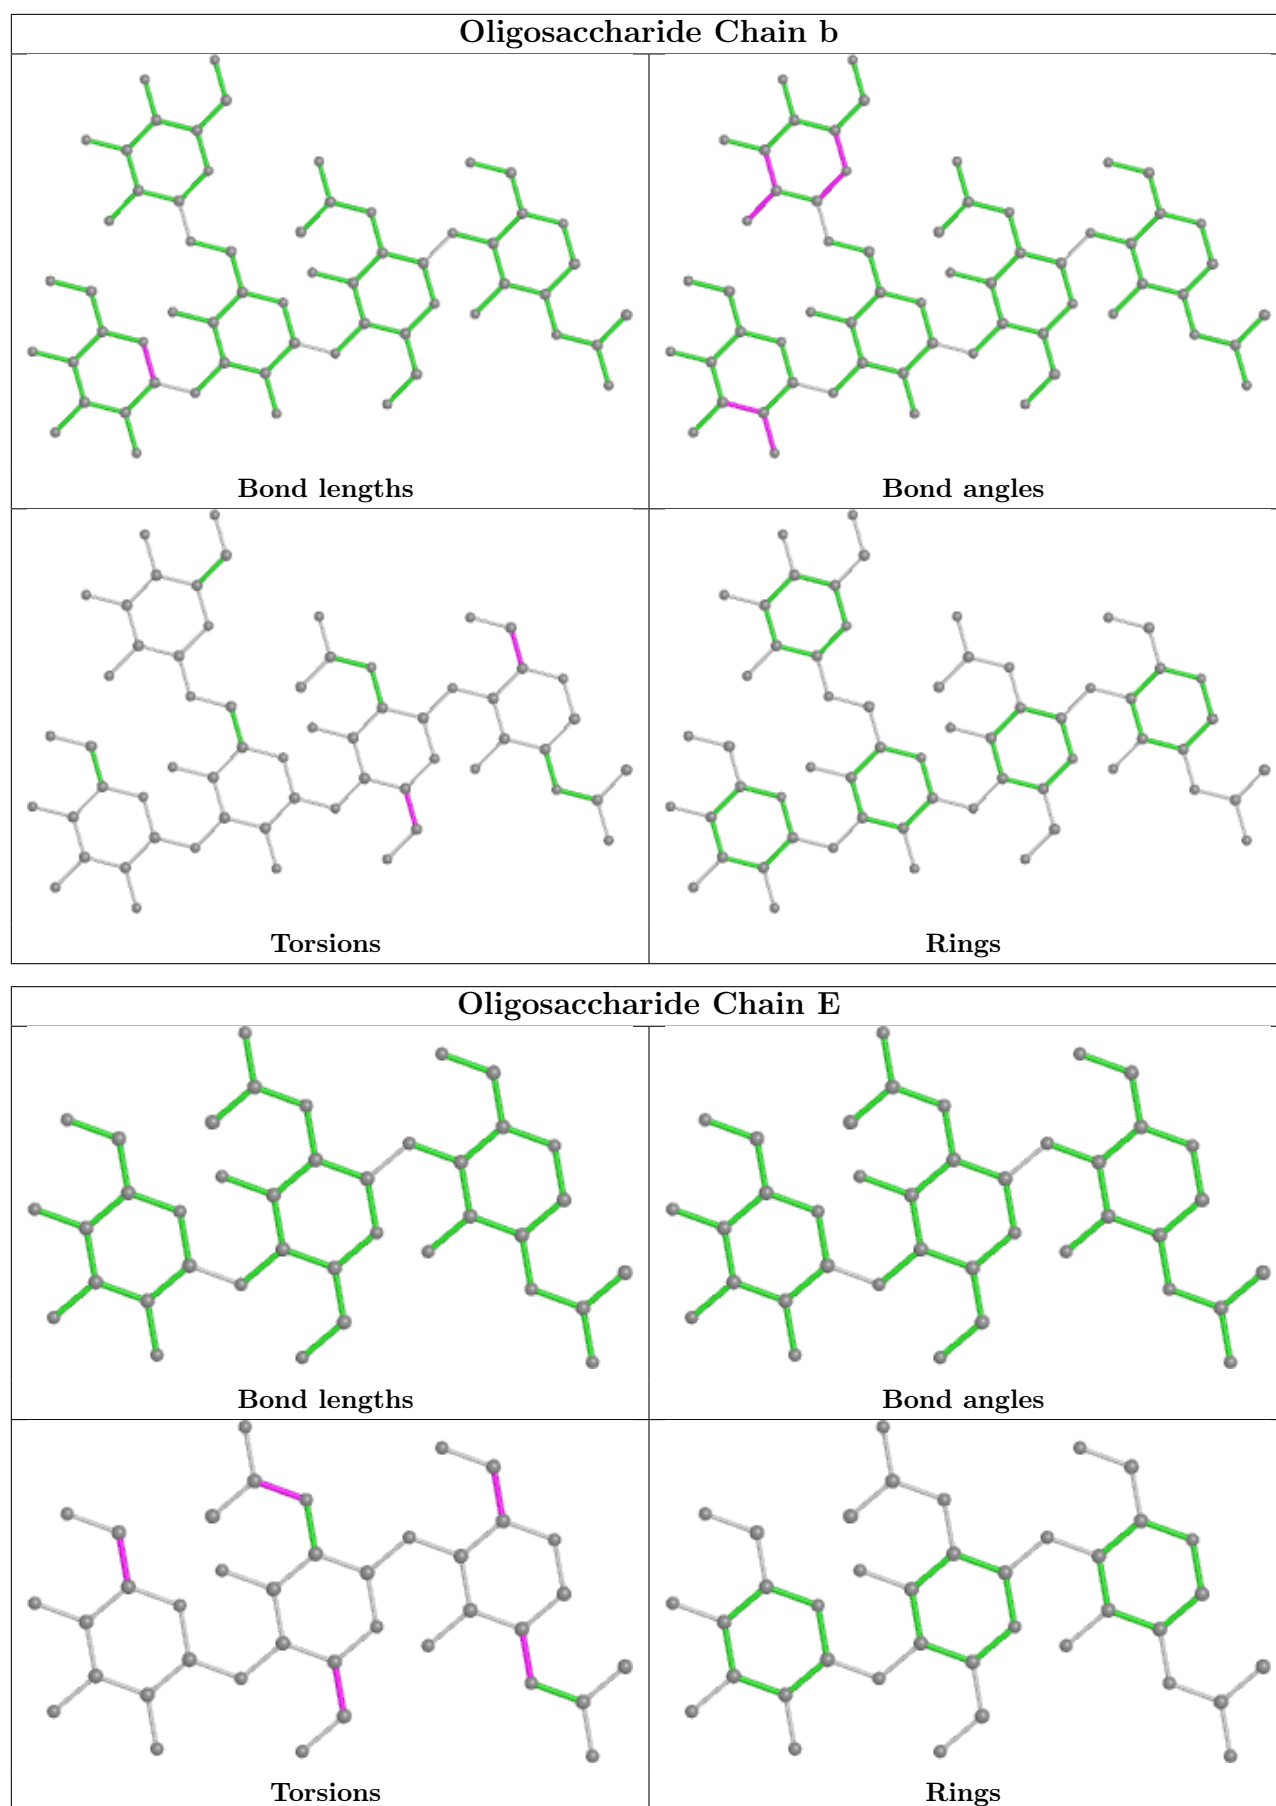 Oligosaccharide Chain b
Bond lengths
Bond angles
Torsions
Rings
Oligosaccharide Chain E
Bond lengths
Bond angles
Torsions
Rings